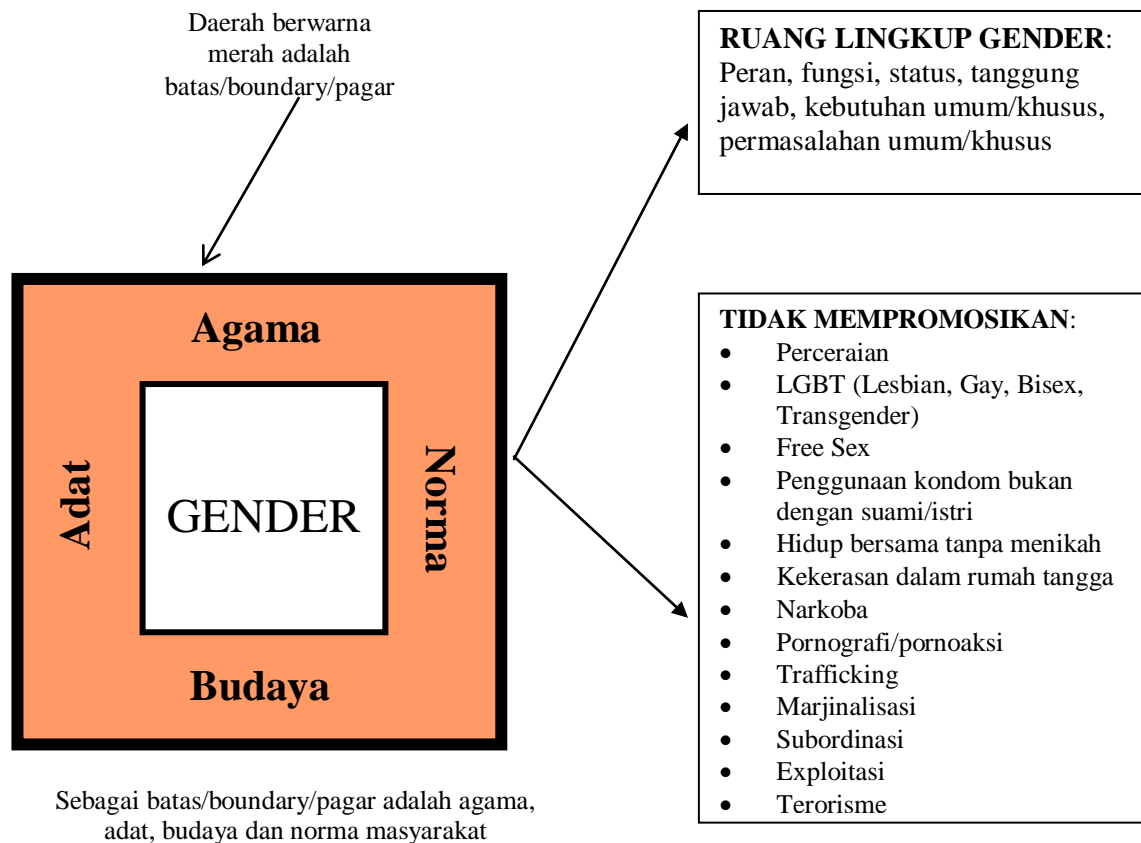 Daerah berwarna
merah adalah
batas/boundary/pagar
RUANG LINGKUP GENDER:
Peran, fungsi, status, tanggung
jawab, kebutuhan umum/khusus,
permasalahan umum/khusus
Agama
Adat
GENDER
Norma
Budaya
Sebagai batas/boundary/pagar adalah agama,
adat, budaya dan norma masyarakat
TIDAK MEMPROMOSIKAN:
• Perceraian
• LGBT (Lesbian, Gay, Bisex,
Transgender)
• Free Sex
• Penggunaan kondom bukan
dengan suami/istri
• Hidup bersama tanpa menikah
• Kekerasan dalam rumah tangga
• Narkoba
• Pornografi/pornoaksi
• Trafficking
• Marjinalisasi
• Subordinasi
• Exploitasi
• Terorisme